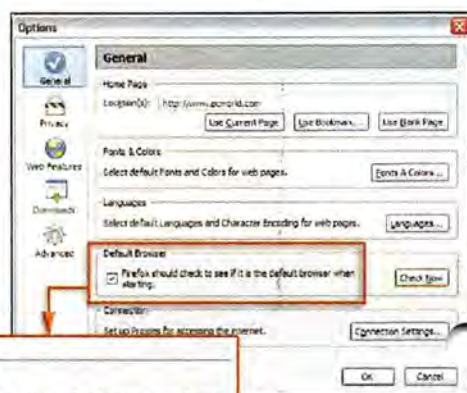 Options
General
General
Home Page
Location(s): http://www.pcworld.com
Use Current Page Use Bookmark... Use Blank Page
Privacy
Fonts & Colors
Web Features
Select default Fonts and Colors for web pages. Fonts & Colors...
Languages
Downloads
Select default Languages and Character Encoding for web pages. Languages...
Advanced
Default Browser
Firefox should check to see if it is the default browser when
starting.
Check Now
Connection
Set up Proxies for accessing the internet. Connection Settings...
OK Cancel